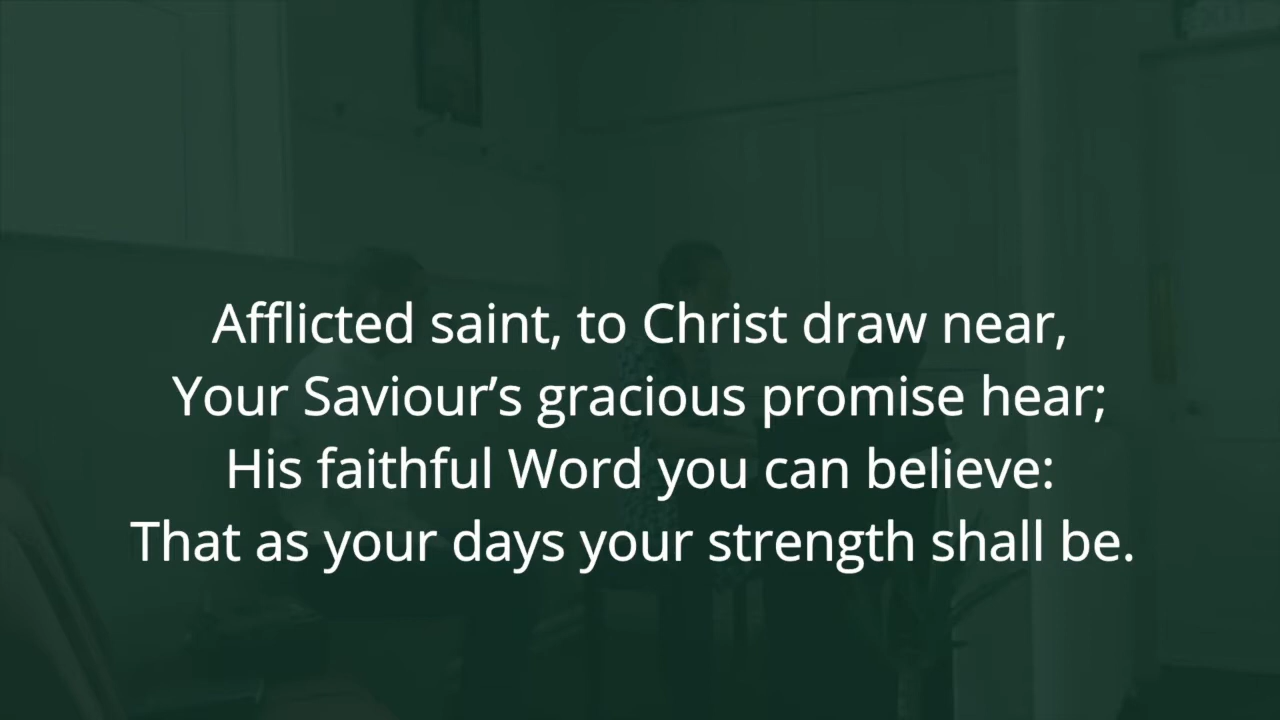 Afflicted saint, to Christ draw near,
Your Saviour’s gracious promise hear;
His faithful Word you can believe:
That as your days your strength shall be.